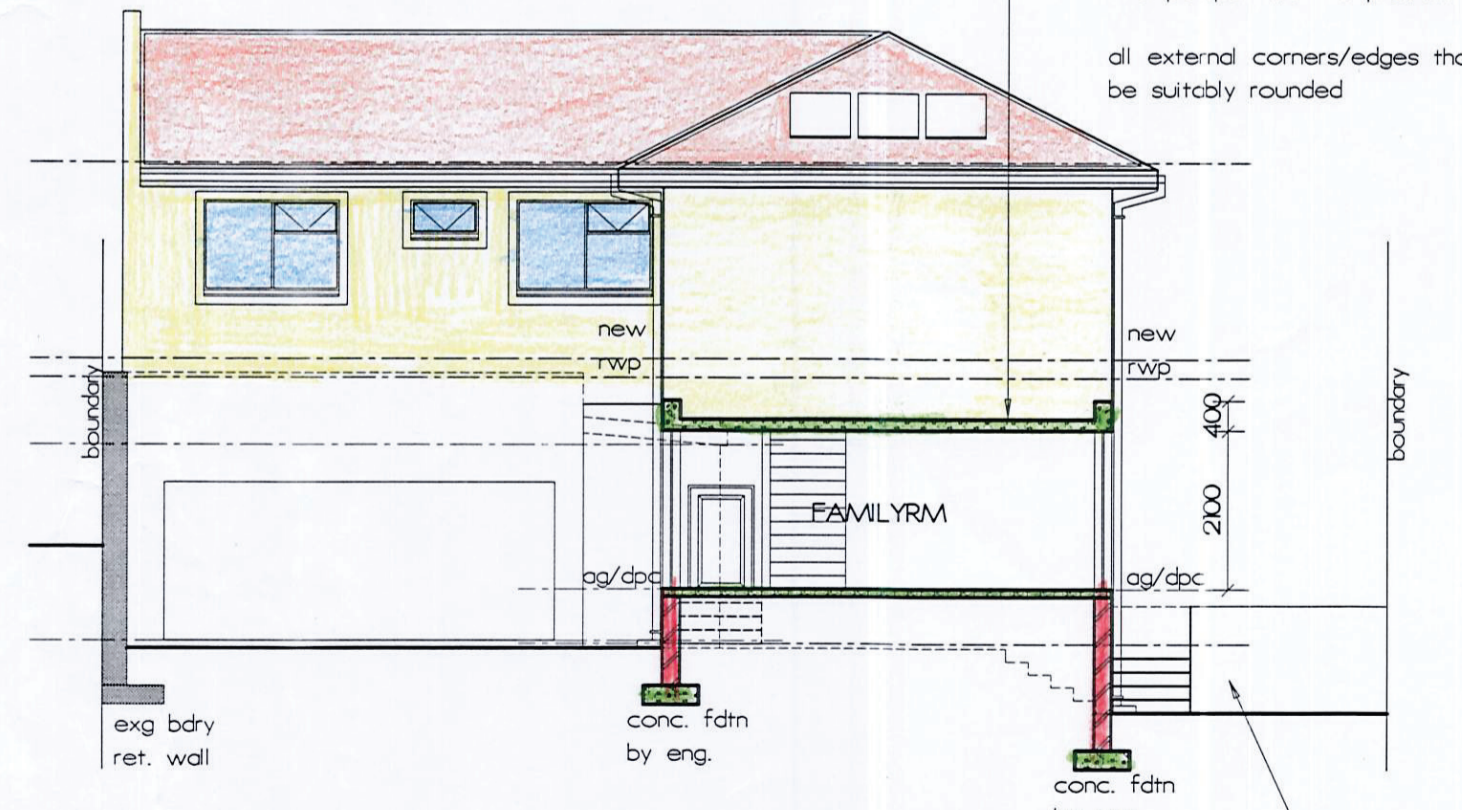 all external corners/edges tha
be suitably rounded
new
rwp
new
rwp
boundary
400
boundary
2100
FAMILYRM
ag/dpc
ag/dpc
exg bdry
ret. wall
conc. fdtn
by eng.
conc. fdtn